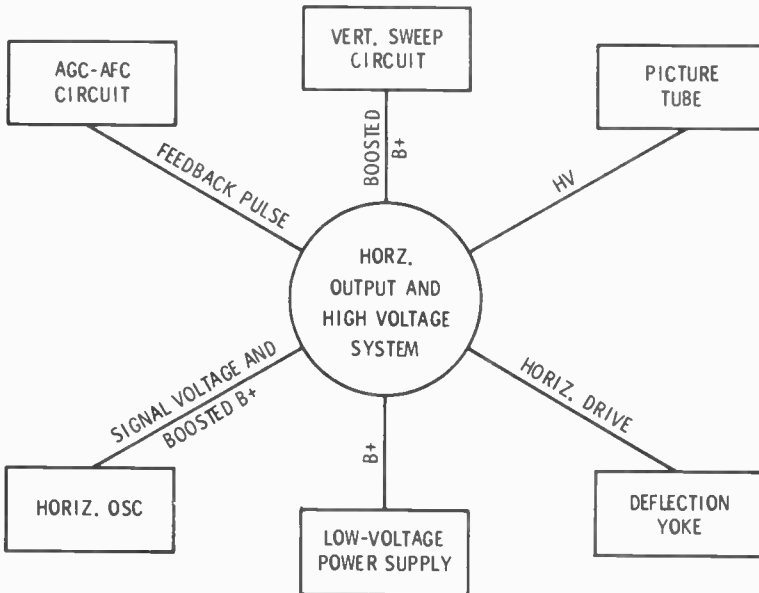 AGC-AFC
CIRCUIT
VERT. SWEEP
CIRCUIT
PICTURE
TUBE
FEEDBACK PULSE
BOOSTED
B+
HV
HORZ.
OUTPUT AND
HIGH VOLTAGE
SYSTEM
SIGNAL VOLTAGE AND
BOOSTED B+
B+
HORIZ. DRIVE
HORIZ. OSC
LOW-VOLTAGE
POWER SUPPLY
DEFLECTION
YOKE